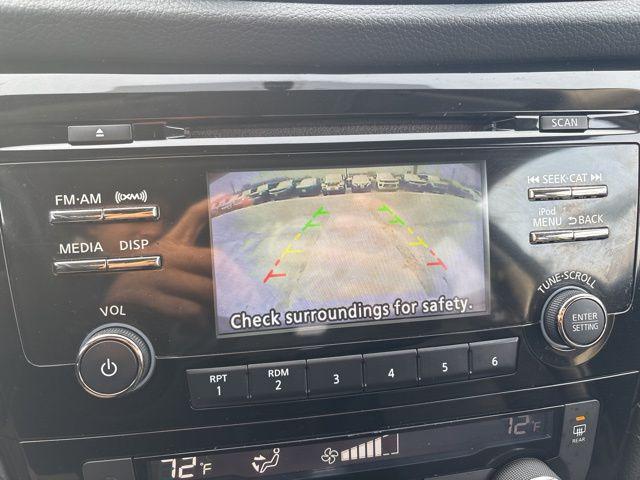 SCAN
FM·AM
((XM))
SEEK·CAT
iPod
MENU
BACK
MEDIA
DISP
TUNE·SCROLL
VOL
ENTER
SETTING
Check surroundings for safety.
RPT
1
RDM
2
3
4
5
6
72°F
72°F
REAR